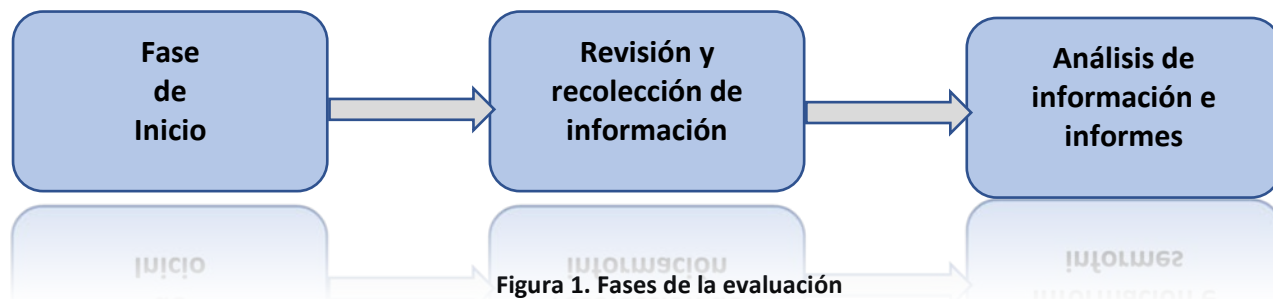 Fase
de
Inicio
Revisión y
recolección de
información
Análisis de
información e
informes
Figura 1. Fases de la evaluación